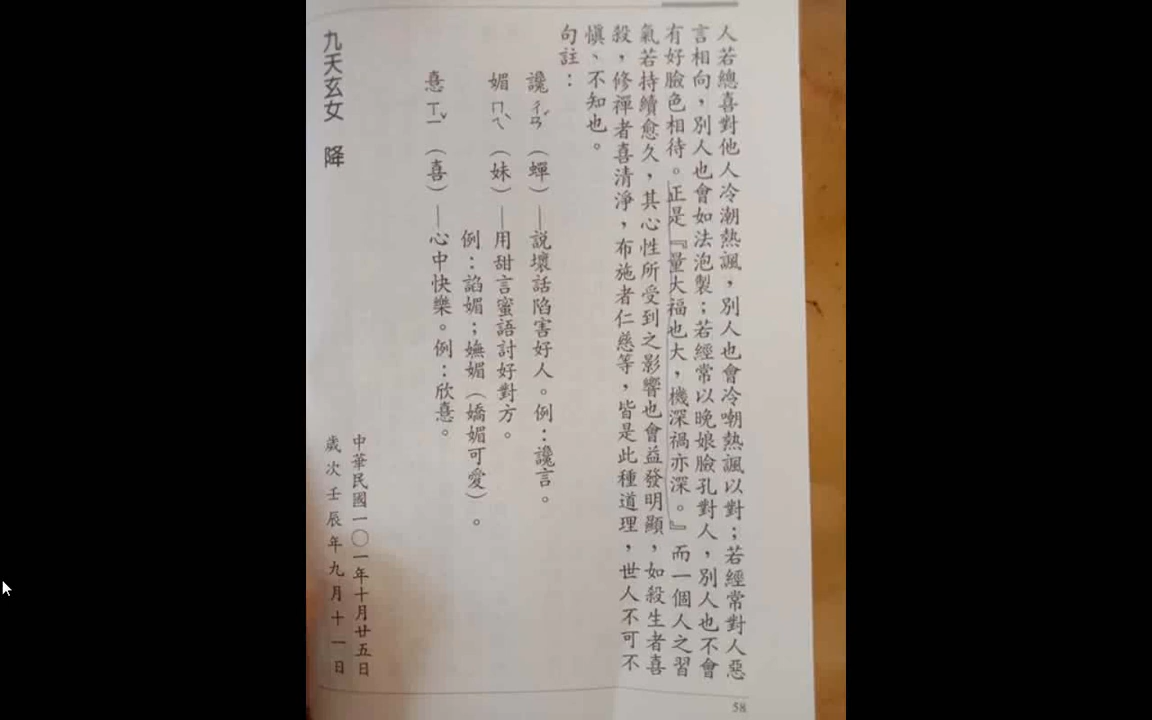 人若總喜對他人冷潮熱諷，別人也會冷嘲熱諷以對；若經常對人惡
言相向，別人也會如法泡製；若經常以晚娘臉孔對人，別人也不會
有好臉色相待。正是『量大福也大，機深禍亦深。』而一個人之習
氣若持續愈久，其心性所受到之影響也會益發明顯，如殺生者喜
殺，修禪者喜清淨，布施者仁慈等，皆是此種道理，世人不可不
慎、不知也。
句註：
讒ㄔㄢˊ（蟬）—說壞話陷害好人。例：讒言。
媚ㄇㄟˋ（妹）—用甜言蜜語討好對方。
例：諂媚；嫵媚（嬌媚可愛）。
憙ㄒㄧˇ（喜）—心中快樂。例：欣憙。
中華民國一〇一年十月廿五日
歲次壬辰年九月十一日
九天玄女 降
58